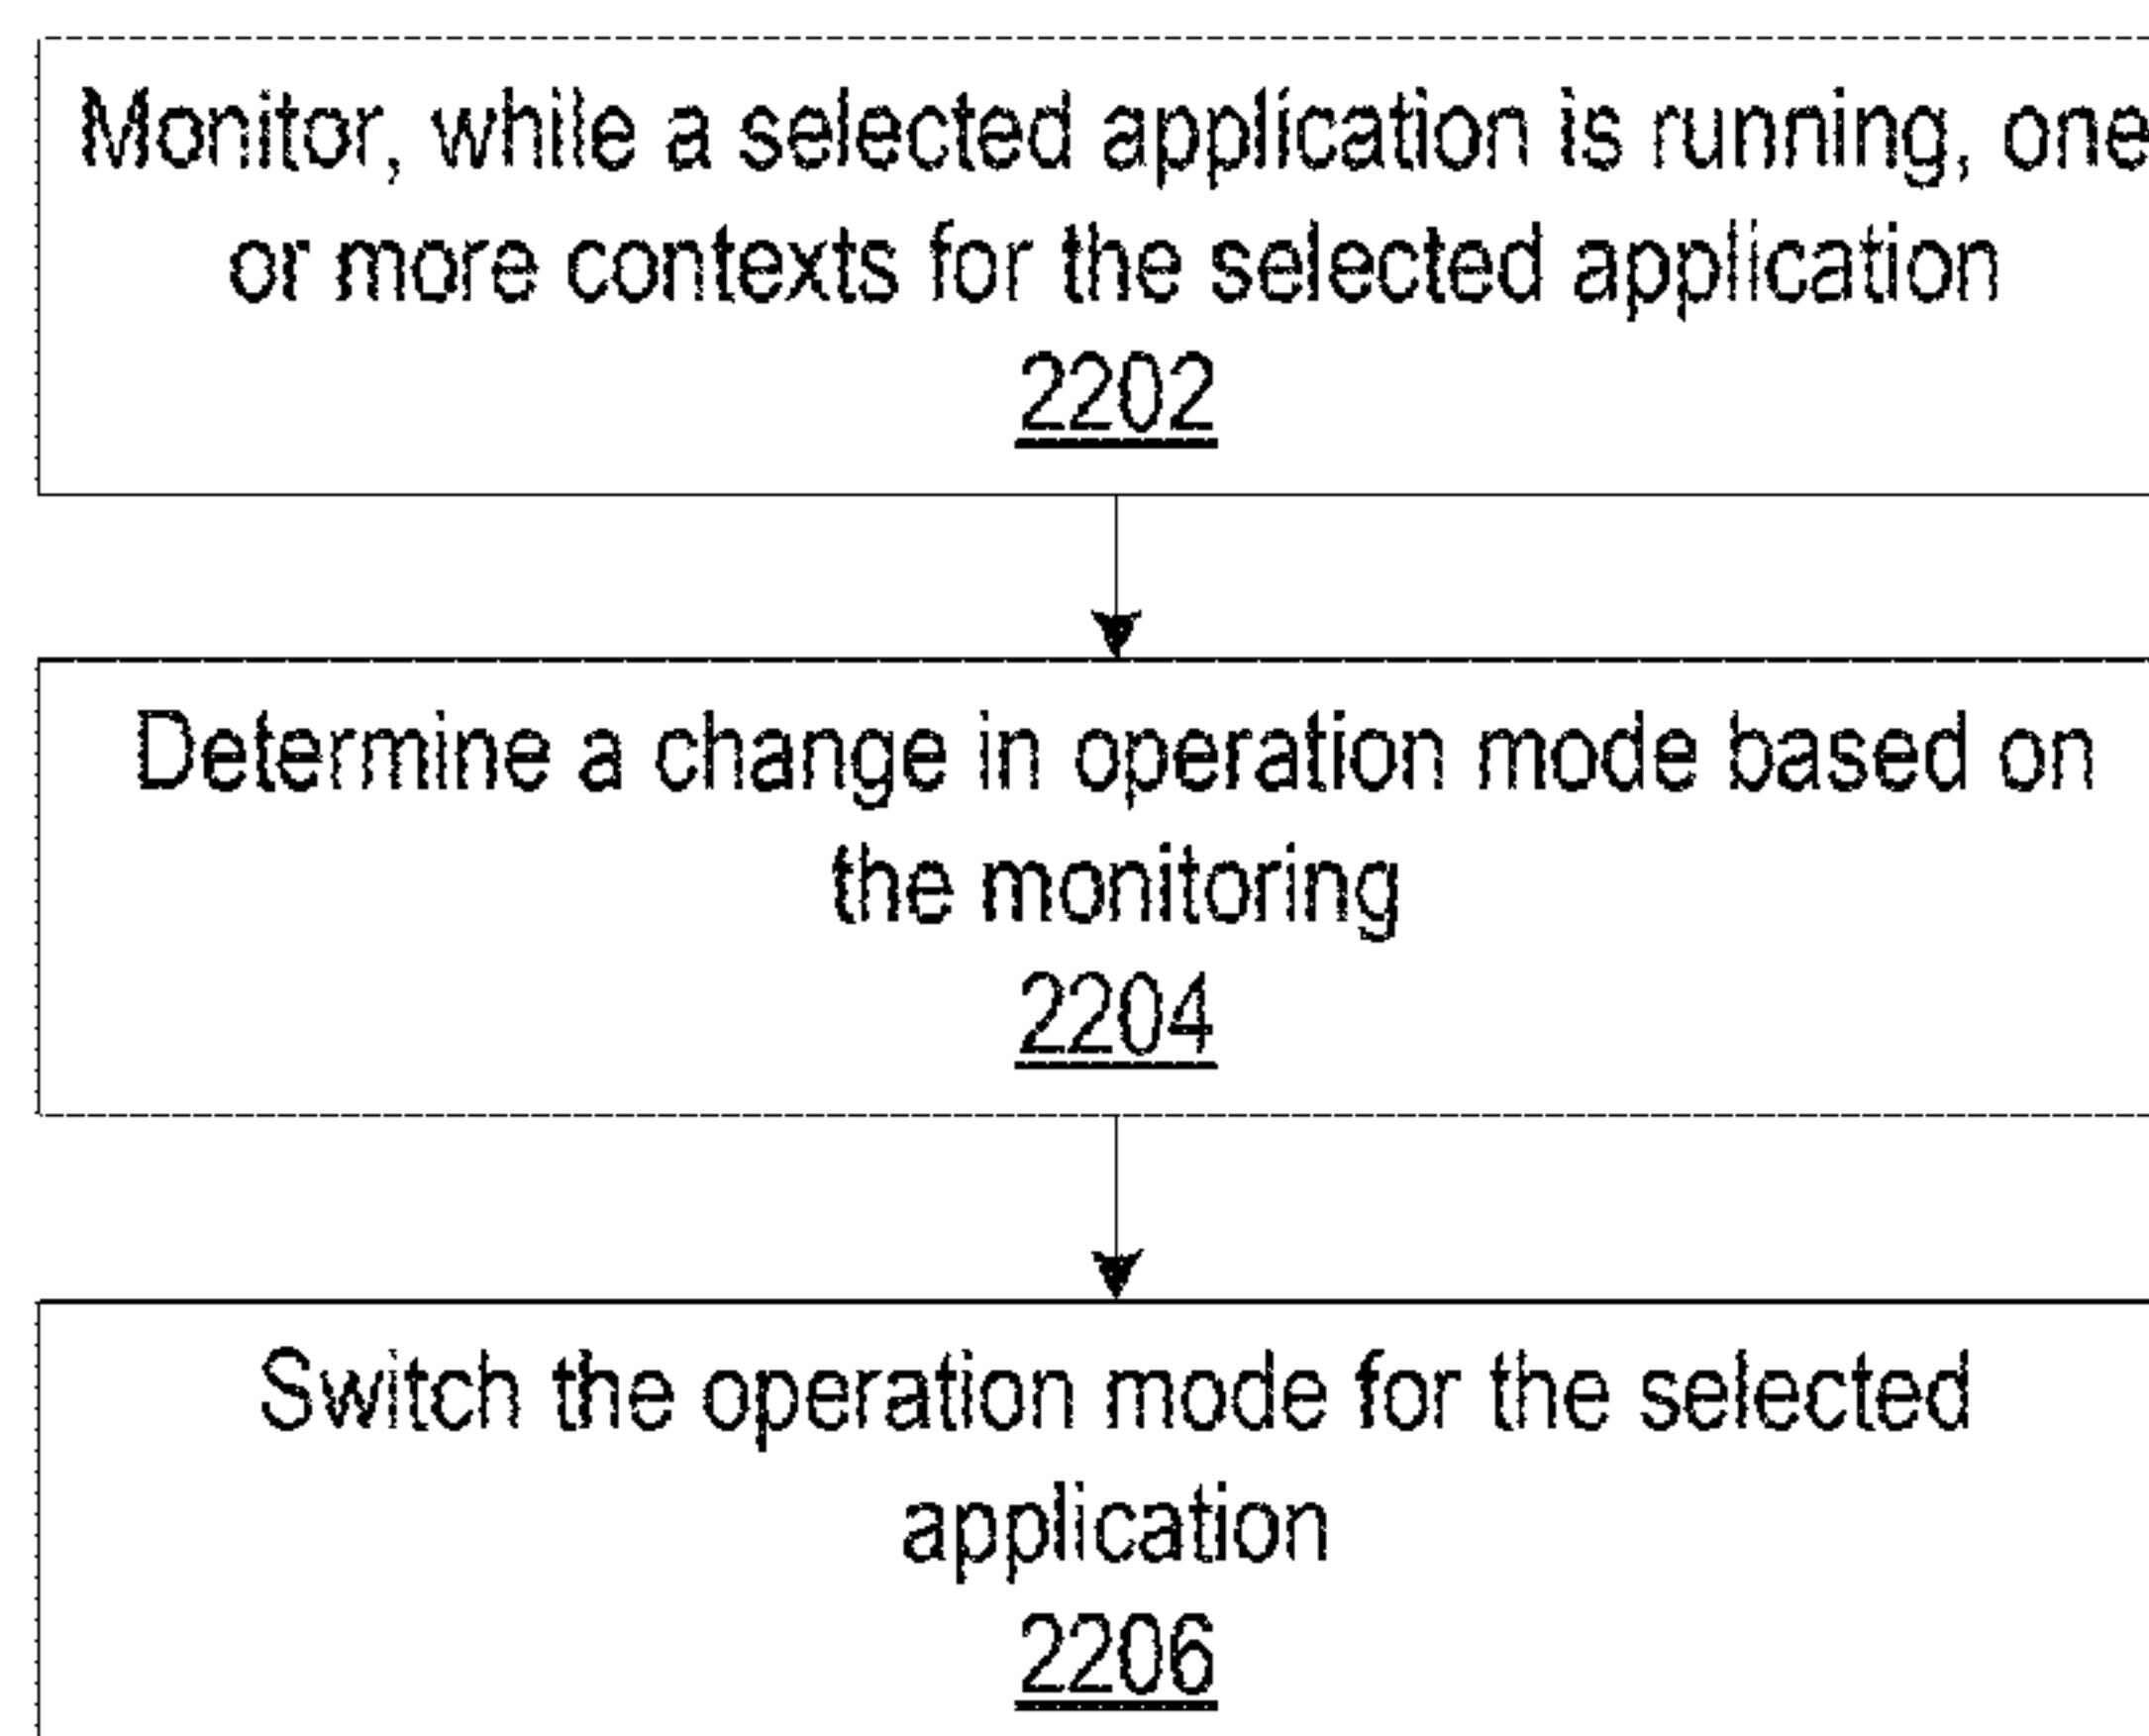 Monitor, while a selected application is running, one
or more contexts for the selected application
2202
Determine a change in operation mode based on
the monitoring
2204
Switch the operation mode for the selected
application
2206